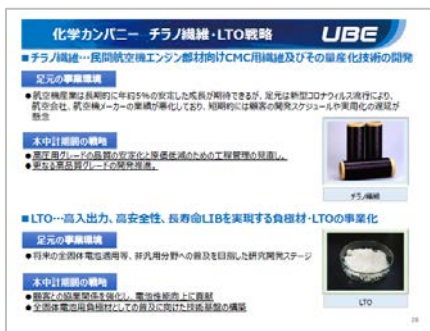 化学カンパニー チラノ繊維・LTO戦略
UBE
■チラノ繊維…民間航空機エンジン部材向けCMC用繊維及びその量産化技術の開発
足元の事業環境
●航空機産業は長期的に年約5%の安定した成長が期待できるが、足元は新型コロナウィルス流行により、
航空会社、航空機メーカーの業績が悪化しており、短期的には顧客の開発スケジュールや実用化の遅延が
懸念
本中計期間の戦略
●高圧用グレードの品質の安定化と原価低減のための工程管理の見直し。
●更なる高品質グレードの開発推進。
チラノ繊維
■LTO…高入出力、高安全性、長寿命LIBを実現する負極材・LTOの事業化
足元の事業環境
●将来の全固体電池適用等、非汎用分野への普及を目指した研究開発ステージ
本中計期間の戦略
●顧客との協業関係を強化し、電池性能向上に貢献
●全固体電池用負極材としての普及に向けた技術基盤の構築
LTO